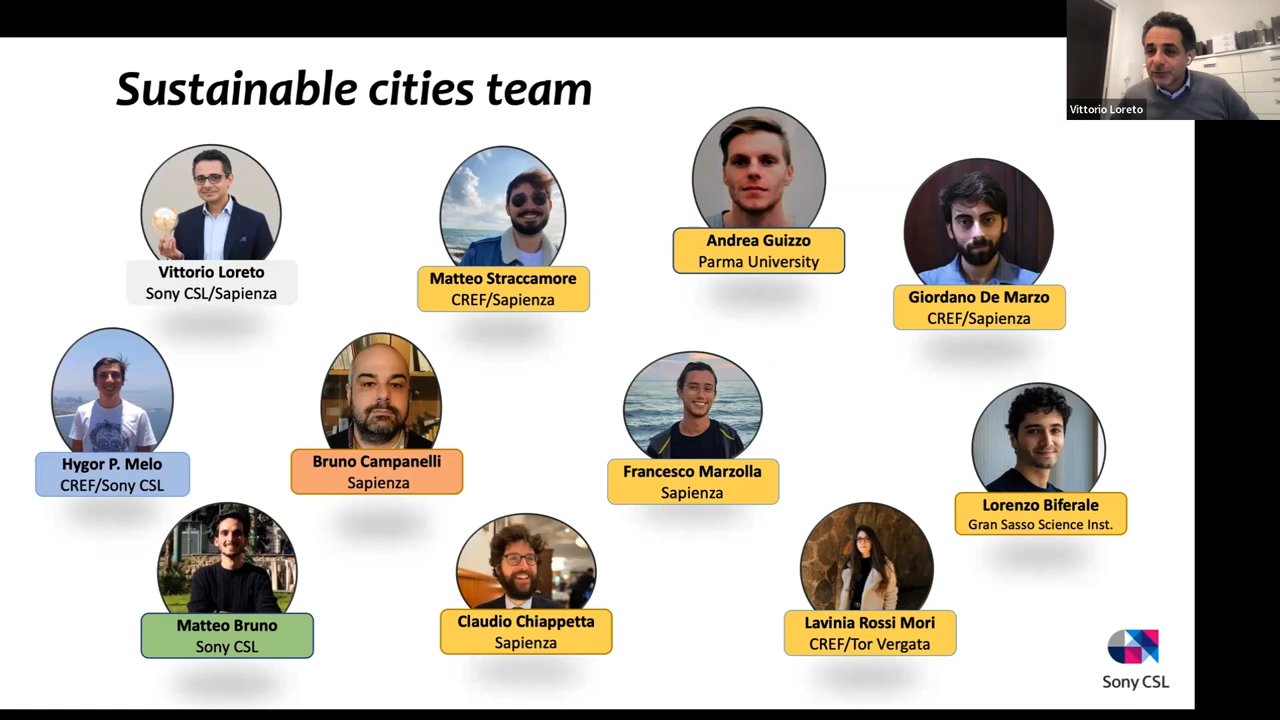 Sustainable cities team
Vittorio Loreto
Vittorio Loreto
Sony CSL/Sapienza
Matteo Straccamore
CREF/Sapienza
Andrea Guizzo
Parma University
Giordano De Marzo
CREF/Sapienza
Hygor P. Melo
CREF/Sony CSL
Bruno Campanelli
Sapienza
Francesco Marzolla
Sapienza
Lorenzo Biferale
Gran Sasso Science Inst.
Matteo Bruno
Sony CSL
Claudio Chiappetta
Sapienza
Lavinia Rossi Mori
CREF/Tor Vergata
Sony CSL